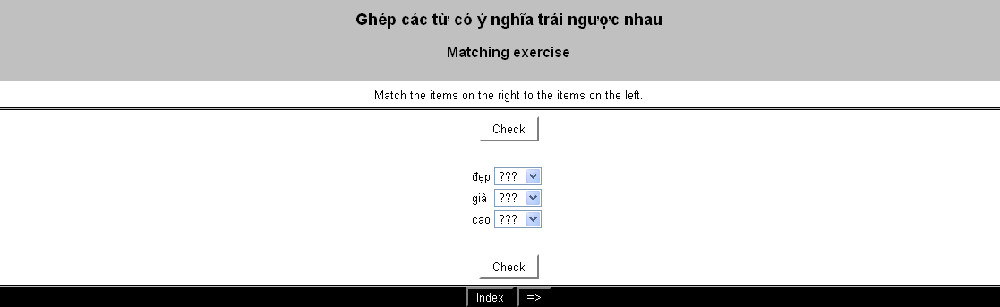 Ghép các từ có ý nghĩa trái ngược nhau
Matching exercise
Match the items on the right to the items on the left.
Check
đẹp ???
già ???
cao ???
Check
Index =>